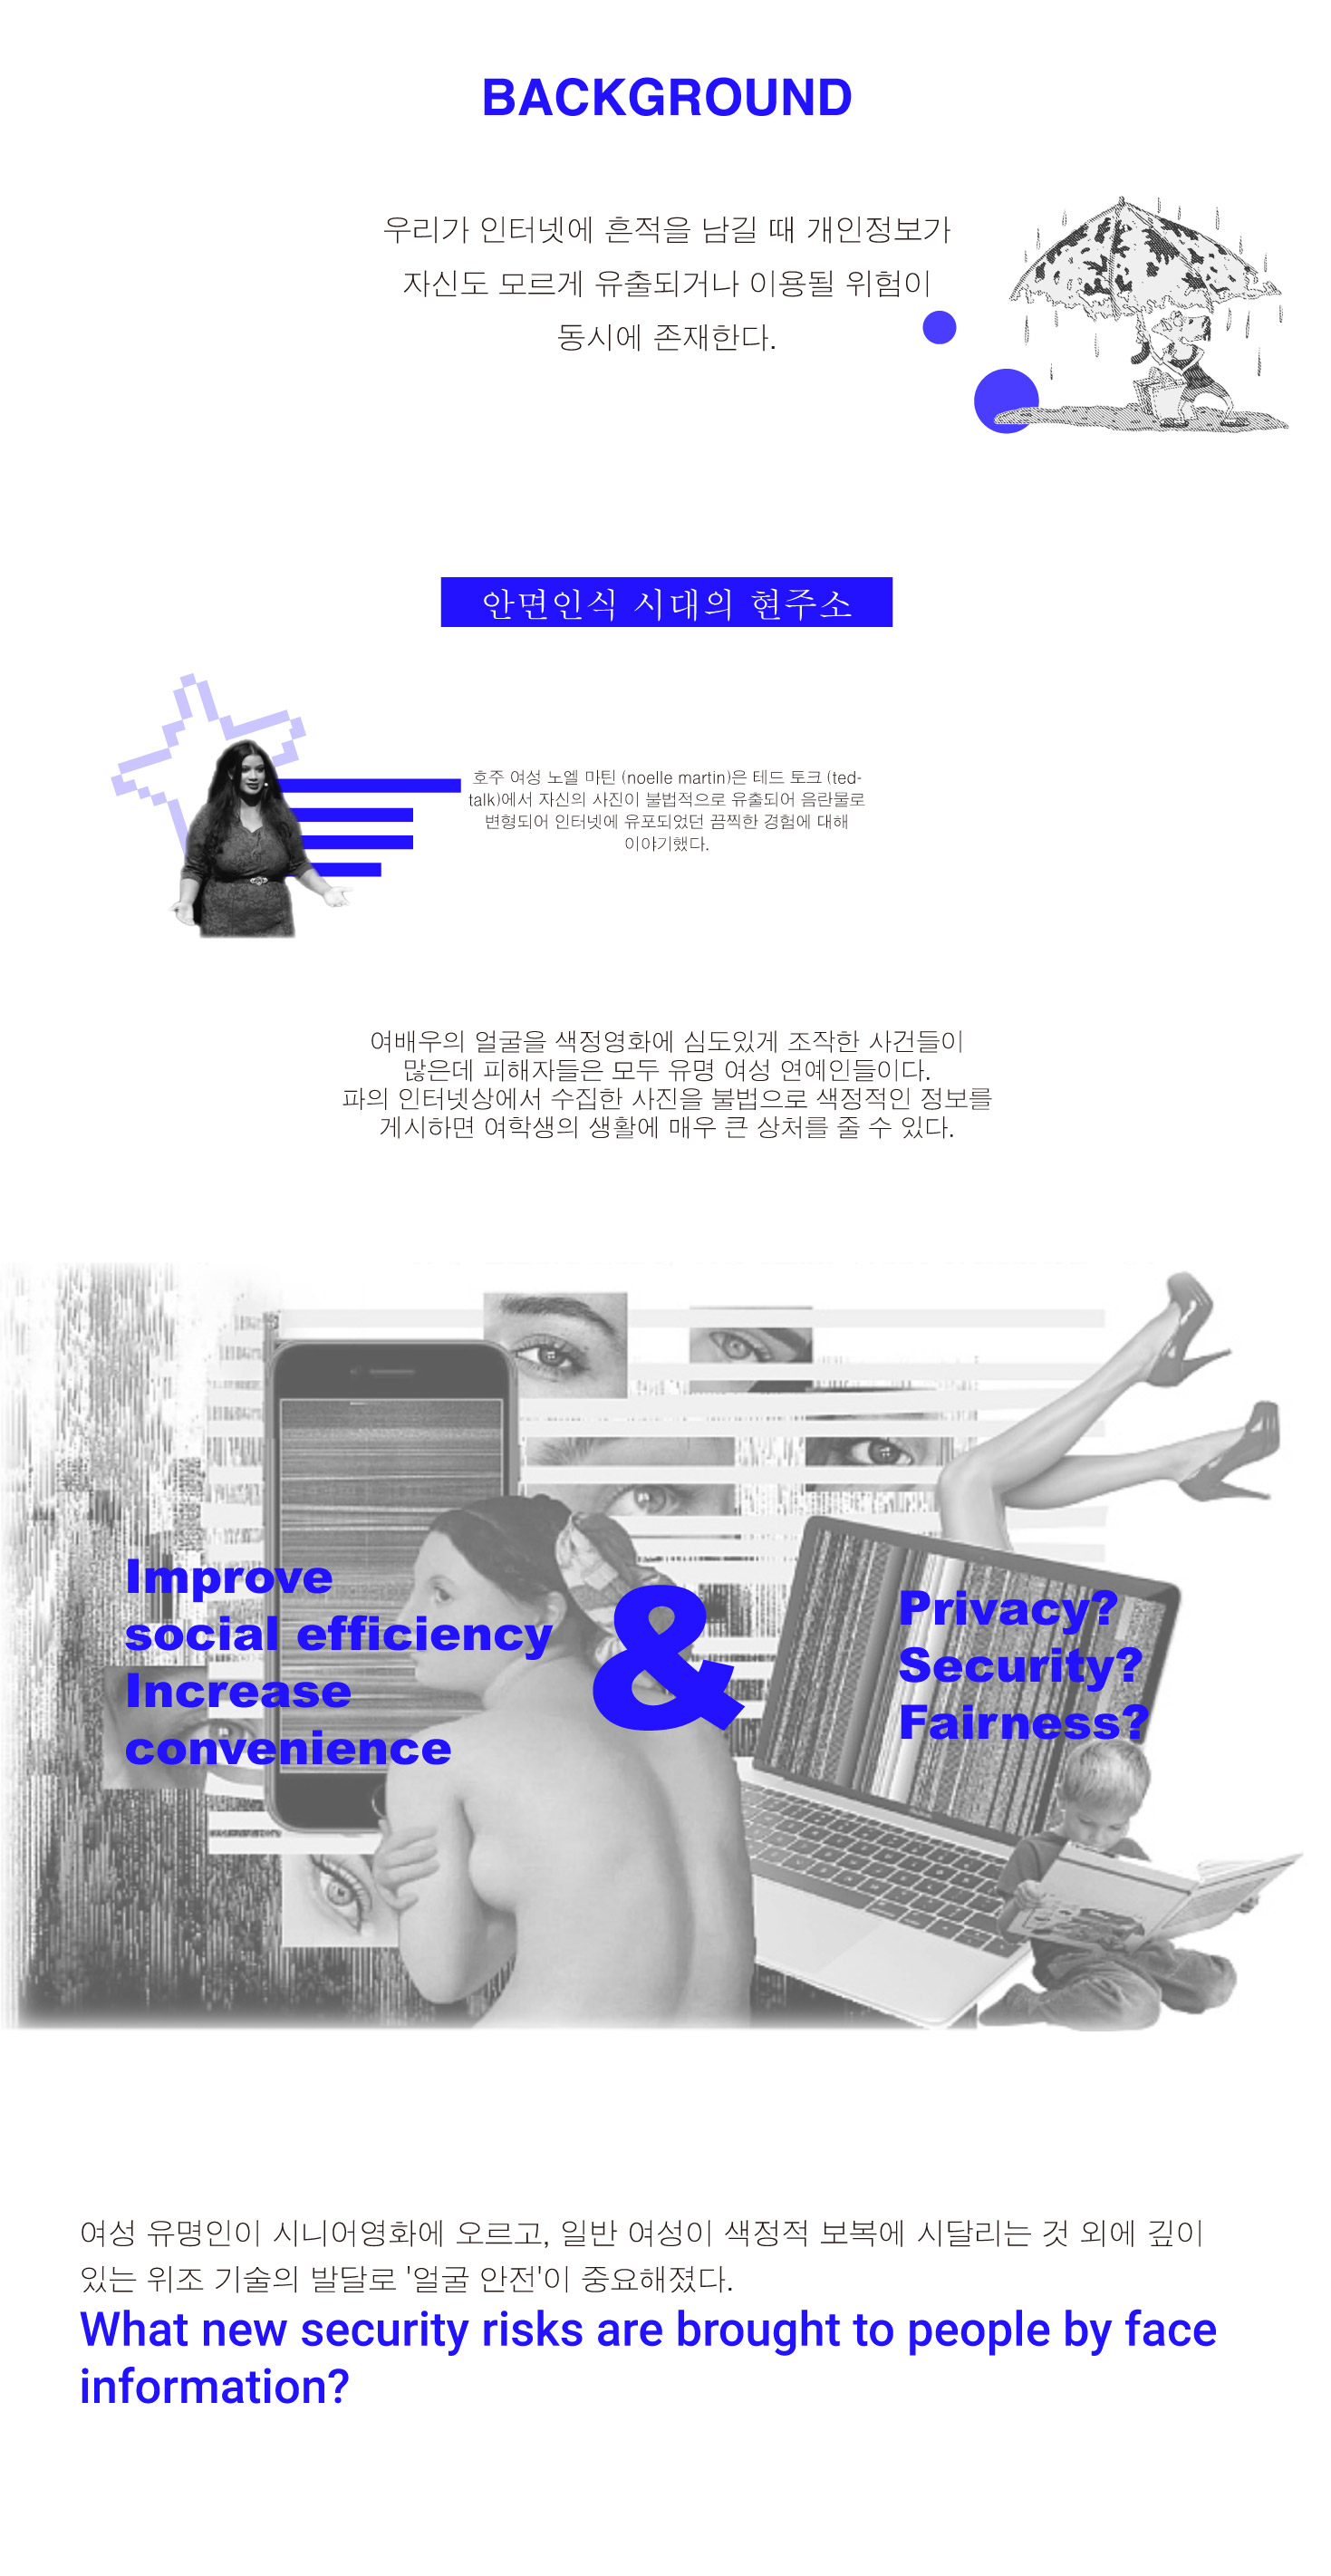 BACKGROUND
우리가 인터넷에 흔적을 남길 때 개인정보가
자신도 모르게 유출되거나 이용될 위험이
동시에 존재한다.
안면인식 시대의 현주소
호주 여성 노엘 마틴 (noelle martin)은 테드 토크 (ted-
talk)에서 자신의 사진이 불법적으로 유출되어 음란물로
변형되어 인터넷에 유포되었던 끔찍한 경험에 대해
이야기했다.
여배우의 얼굴을 색정영화에 심도있게 조작한 사건들이
많은데 피해자들은 모두 유명 여성 연예인들이다.
파의 인터넷상에서 수집한 사진을 불법으로 색정적인 정보를
게시하면 여학생의 생활에 매우 큰 상처를 줄 수 있다.
Improve
social efficiency
Increase
convenience
&
Privacy?
Security?
Fairness?
여성 유명인이 시니어영화에 오르고, 일반 여성이 색정적 보복에 시달리는 것 외에 깊이
있는 위조 기술의 발달로 '얼굴 안전'이 중요해졌다.
What new security risks are brought to people by face
information?